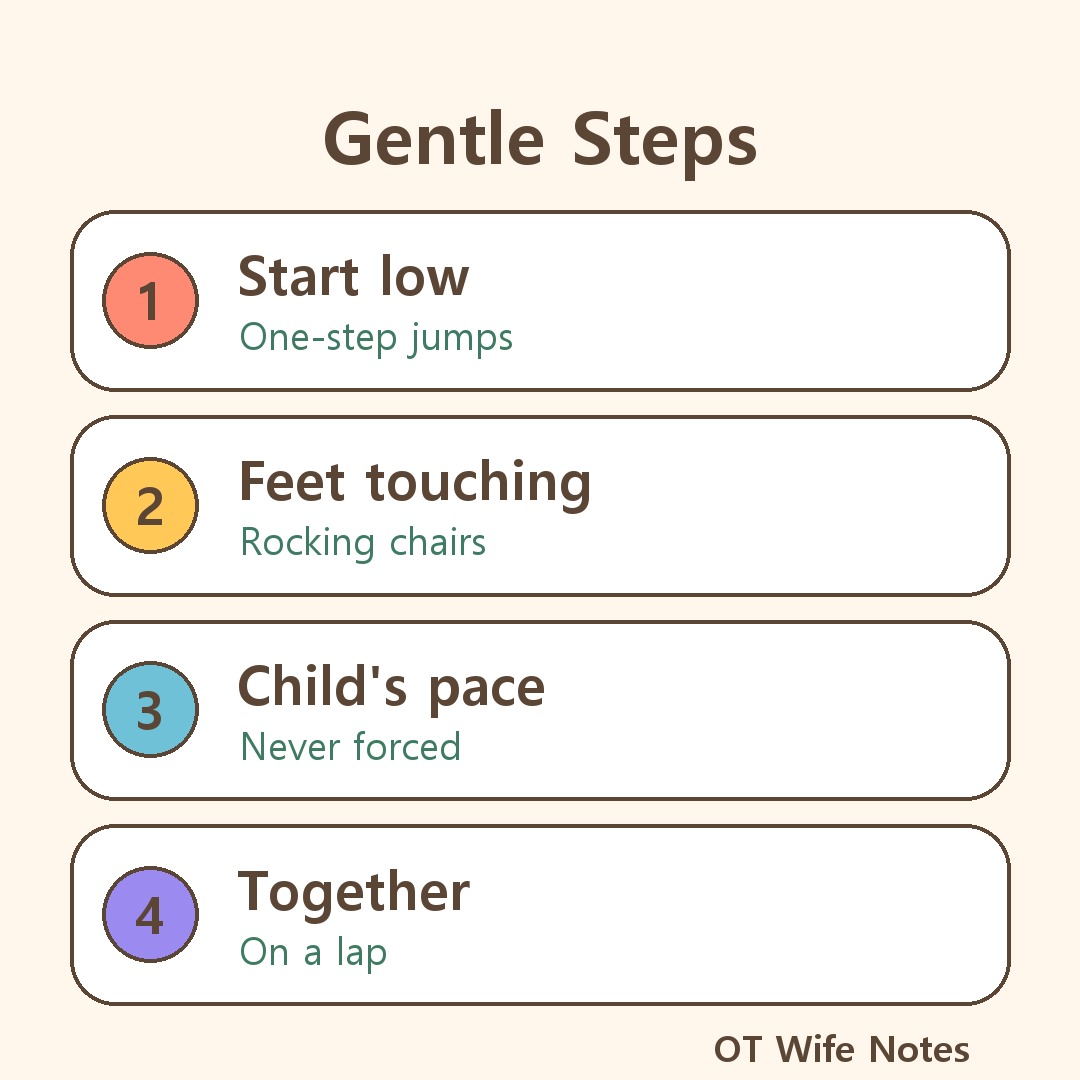 Gentle Steps
1
Start low
One-step jumps
2
Feet touching
Rocking chairs
3
Child's pace
Never forced
4
Together
On a lap
OT Wife Notes